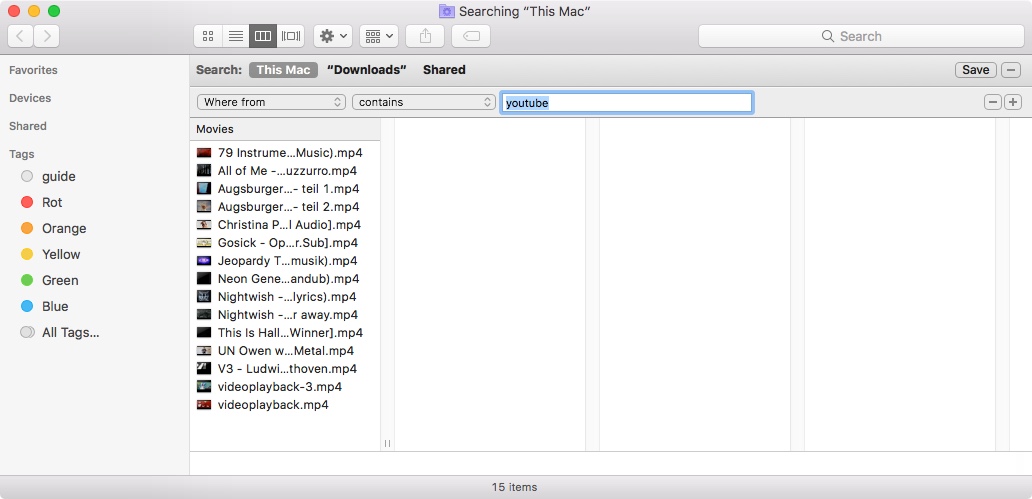 Searching “This Mac”
Search
Favorites
Devices
Shared
Tags
guide
Rot
Orange
Yellow
Green
Blue
All Tags...
Search: This Mac “Downloads” Shared Save
Where from contains youtube
Movies
79 Instrume...Music).mp4
All of Me -...uzzurro.mp4
Augsburger...- teil 1.mp4
Augsburger...- teil 2.mp4
Christina P...l Audio].mp4
Gosick - Op...r.Sub].mp4
Jeopardy T...musik).mp4
Neon Gene...andub).mp4
Nightwish -...lyrics).mp4
Nightwish -...r away.mp4
This Is Hall...Winner].mp4
UN Owen w...Metal.mp4
V3 - Ludwi...thoven.mp4
videoplayback-3.mp4
videoplayback.mp4
15 items